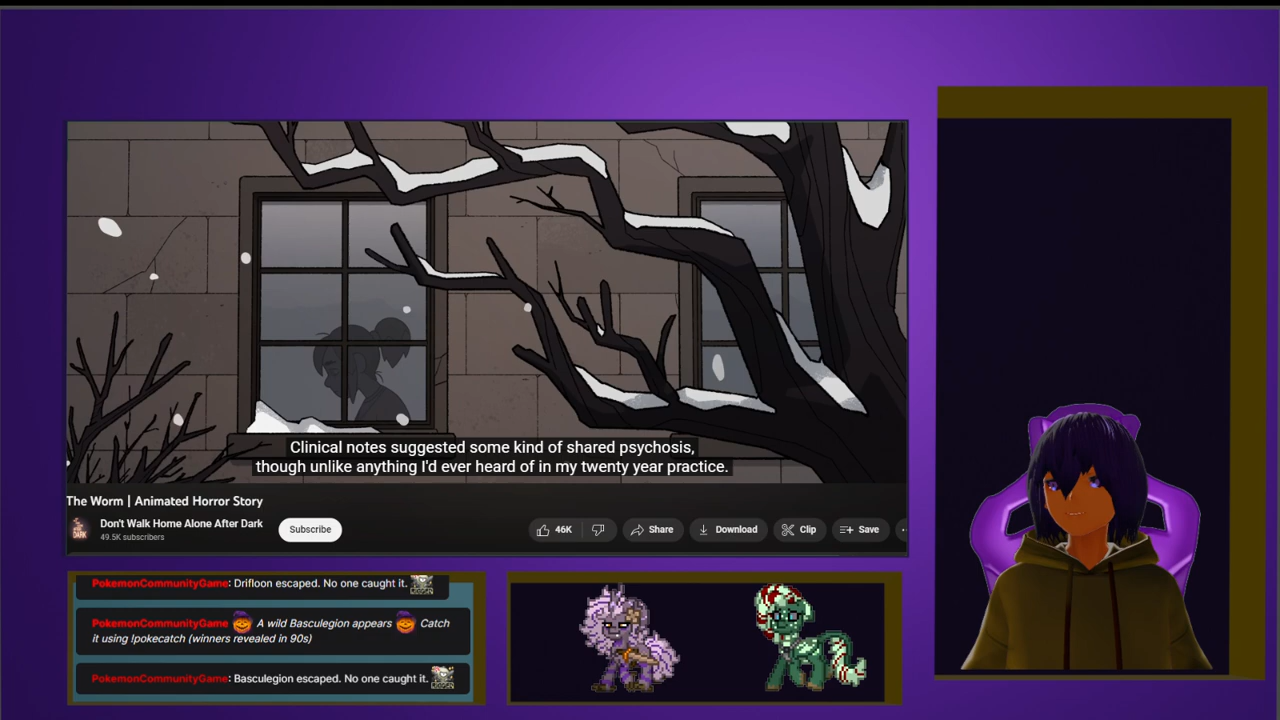 Clinical notes suggested some kind of shared psychosis,
though unlike anything I'd ever heard of in my twenty year practice.
The Worm | Animated Horror Story
Don't Walk Home Alone After Dark
49.5K subscribers
Subscribe
46K
Share
Download
Clip
Save
PokemonCommunityGame: Drifloon escaped. No one caught it.
PokemonCommunityGame: A wild Basculegion appears Catch
it using !pokecatch (winners revealed in 90s)
PokemonCommunityGame: Basculegion escaped. No one caught it.